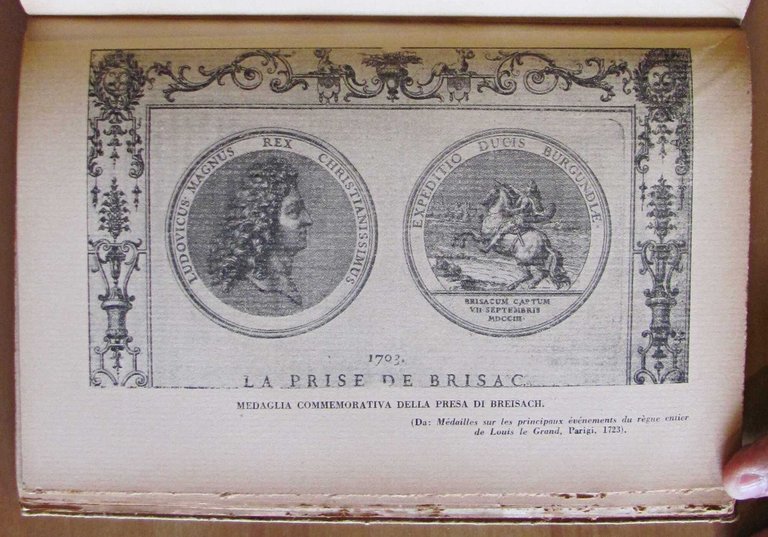 LUDOVICUS MAGNUS REX CHRISTIANISSIMUS
EXPEDITIO DUCIS BURGUNDIÆ.
BRISACUM CAPTUM
VII SEPTEMBRIS
MDCCIII.
1703.
LA PRISE DE BRISAC
MEDAGLIA COMMEMORATIVA DELLA PRESA DI BREISACH.
(Da: Médailles sur les principaux événements du règne entier
de Louis le Grand, Parigi, 1723).